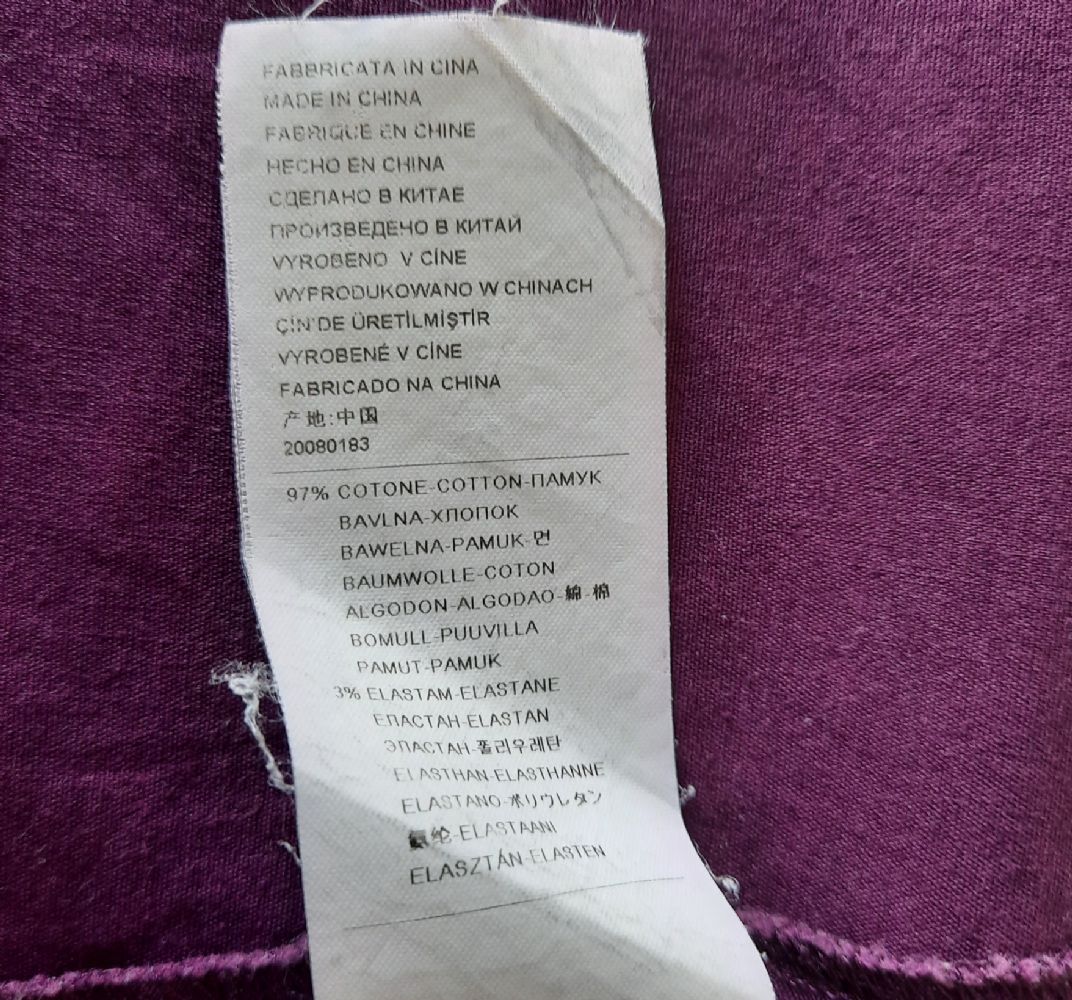 FABBRICATA IN CINA
MADE IN CHINA
FABRIQUE EN CHINE
HECHO EN CHINA
СДЕЛАНО В КИТАЕ
ПРОИЗВЕДЕНО В КИТАЙ
VYROBENO V CÍNE
WYPRODUKOWANO W CHINACH
ÇİN'DE ÜRETİLMİŞTİR
VYROBENÉ V CÍNE
FABRICADO NA CHINA
产地:中国
20080183
97% COTONE-COTTON-ПАМУК
BAVLNA-ХЛОПОК
BAWELNA-PAMUK-면
BAUMWOLLE-COTON
ALGODON-ALGODAO-綿-棉
BOMULL-PUUVILLA
PAMUT-PAMUK
3% ELASTAM-ELASTANE
ЕЛАСТАН-ELASTAN
ЭЛАСТАН-폴리우레탄
ELASTHAN-ELASTHANNE
ELASTANO-ポリウレタン
氨纶-ELASTAANI
ELASZTÁN-ELASTEN